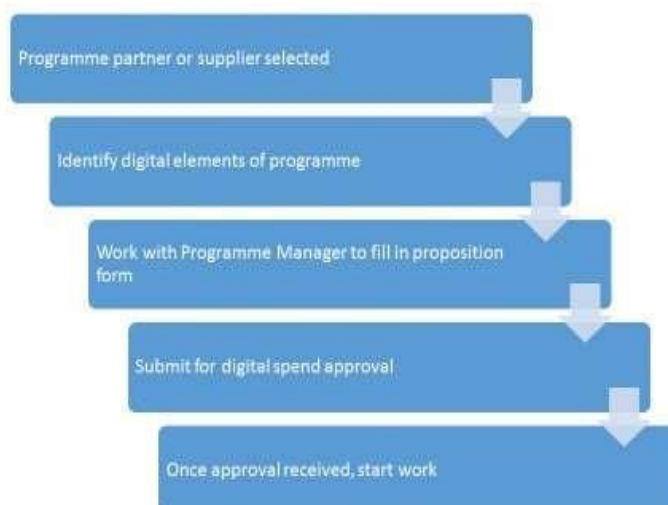 Programme partner or supplier selected
Identify digital elements of programme
Work with Programme Manager to fill in proposition
form
Submit for digital spend approval
Once approval received, start work